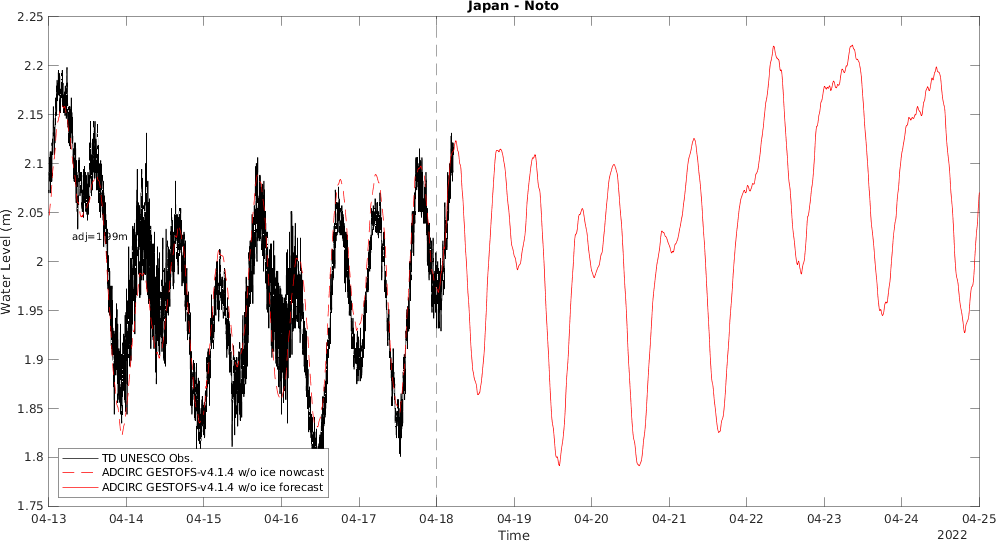 Japan - Noto
2.25
2.2
2.15
2.1
2.05
2
1.95
1.9
1.85
1.8
1.75
Water Level (m)
adj=1.99m
TD UNESCO Obs.
ADCIRC GESTOFS-v4.1.4 w/o ice nowcast
ADCIRC GESTOFS-v4.1.4 w/o ice forecast
04-13 04-14 04-15 04-16 04-17 04-18 04-19 04-20 04-21 04-22 04-23 04-24 04-25
Time
2022